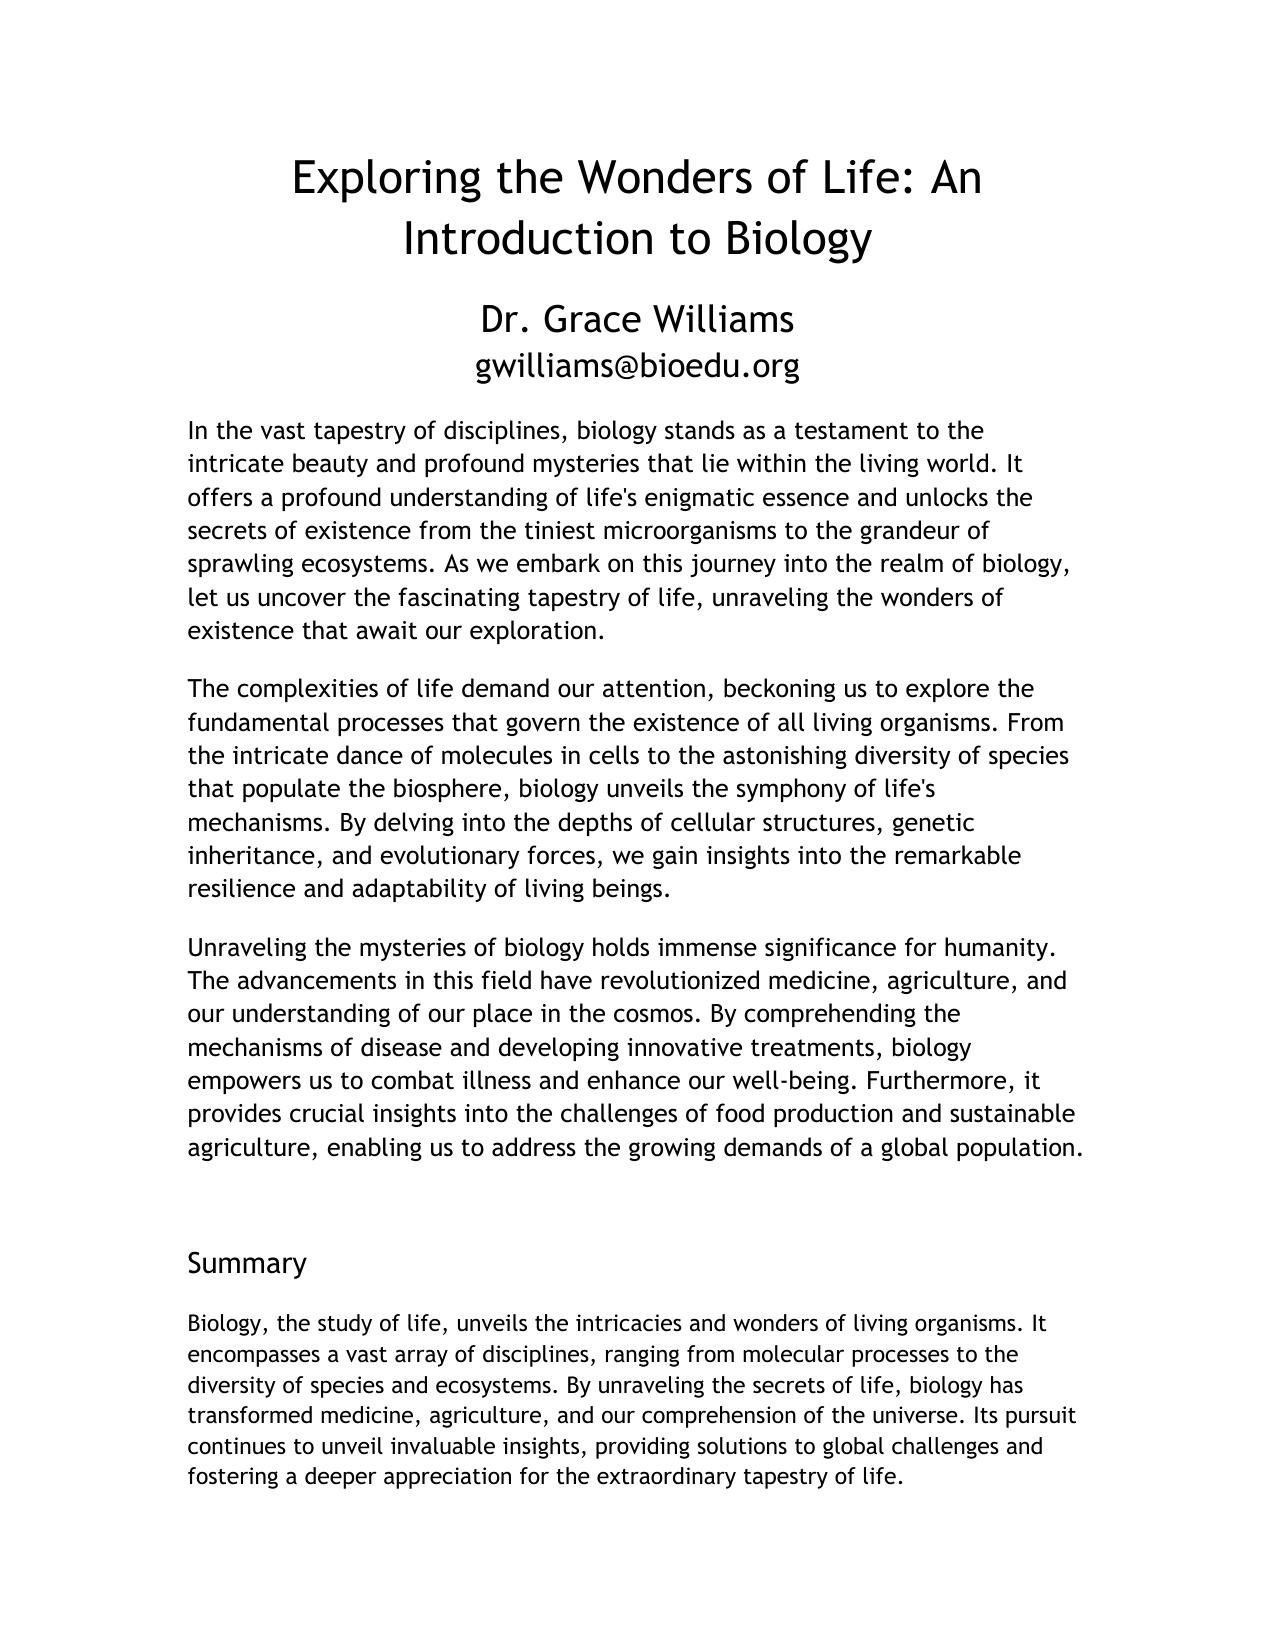 Exploring the Wonders of Life: An
Introduction to Biology
Dr. Grace Williams
gwilliams@bioedu.org
In the vast tapestry of disciplines, biology stands as a testament to the
intricate beauty and profound mysteries that lie within the living world. It
offers a profound understanding of life's enigmatic essence and unlocks the
secrets of existence from the tiniest microorganisms to the grandeur of
sprawling ecosystems. As we embark on this journey into the realm of biology,
let us uncover the fascinating tapestry of life, unraveling the wonders of
existence that await our exploration.
The complexities of life demand our attention, beckoning us to explore the
fundamental processes that govern the existence of all living organisms. From
the intricate dance of molecules in cells to the astonishing diversity of species
that populate the biosphere, biology unveils the symphony of life's
mechanisms. By delving into the depths of cellular structures, genetic
inheritance, and evolutionary forces, we gain insights into the remarkable
resilience and adaptability of living beings.
Unraveling the mysteries of biology holds immense significance for humanity.
The advancements in this field have revolutionized medicine, agriculture, and
our understanding of our place in the cosmos. By comprehending the
mechanisms of disease and developing innovative treatments, biology
empowers us to combat illness and enhance our well-being. Furthermore, it
provides crucial insights into the challenges of food production and sustainable
agriculture, enabling us to address the growing demands of a global population.
Summary
Biology, the study of life, unveils the intricacies and wonders of living organisms. It
encompasses a vast array of disciplines, ranging from molecular processes to the
diversity of species and ecosystems. By unraveling the secrets of life, biology has
transformed medicine, agriculture, and our comprehension of the universe. Its pursuit
continues to unveil invaluable insights, providing solutions to global challenges and
fostering a deeper appreciation for the extraordinary tapestry of life.